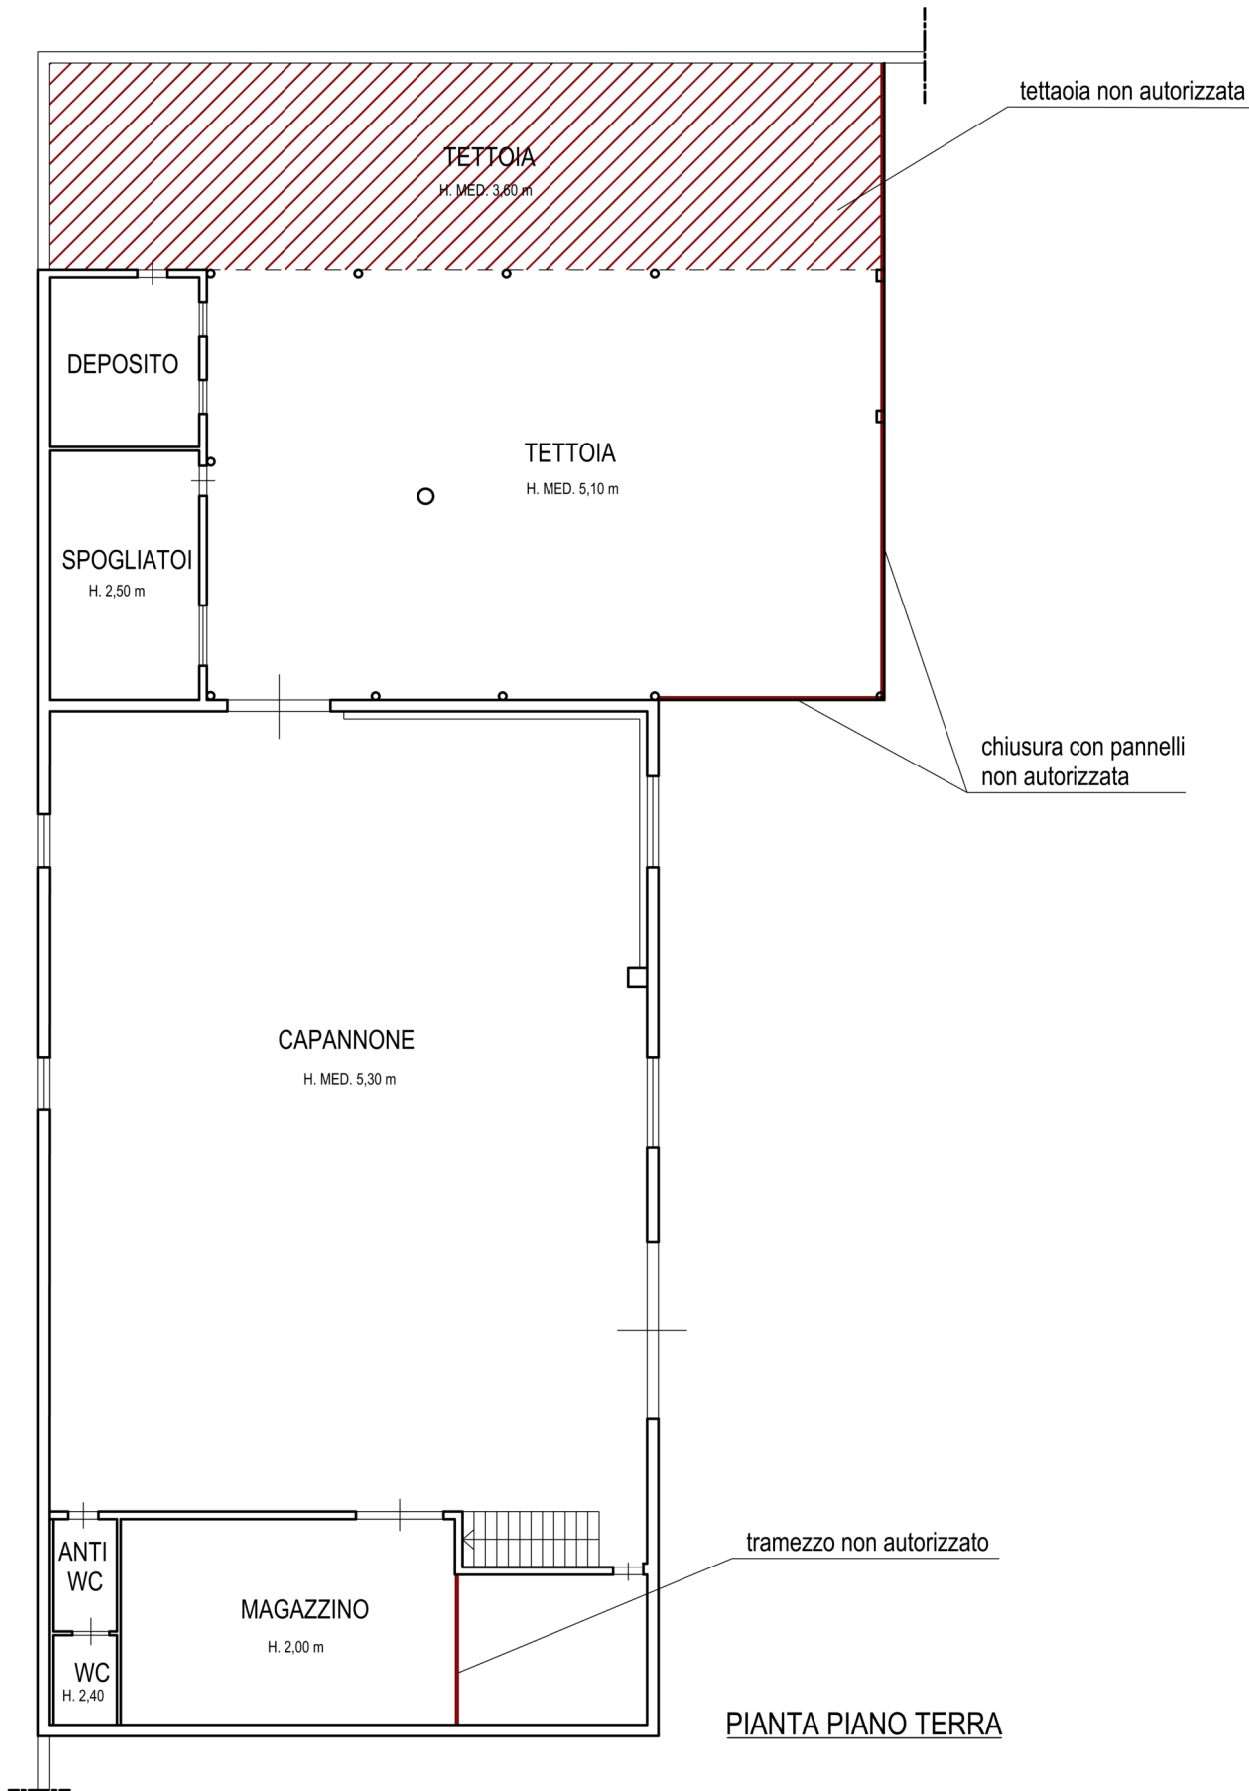 tettaoia non autorizzata
TETTOIA
H. MED. 3,60 m
DEPOSITO
TETTOIA
H. MED. 5,10 m
SPOGLIATOI
H. 2,50 m
chiusura con pannelli
non autorizzata
CAPANNONE
H. MED. 5,30 m
tramezzo non autorizzato
ANTI
WC
MAGAZZINO
H. 2,00 m
WC
H. 2,40
PIANTA PIANO TERRA